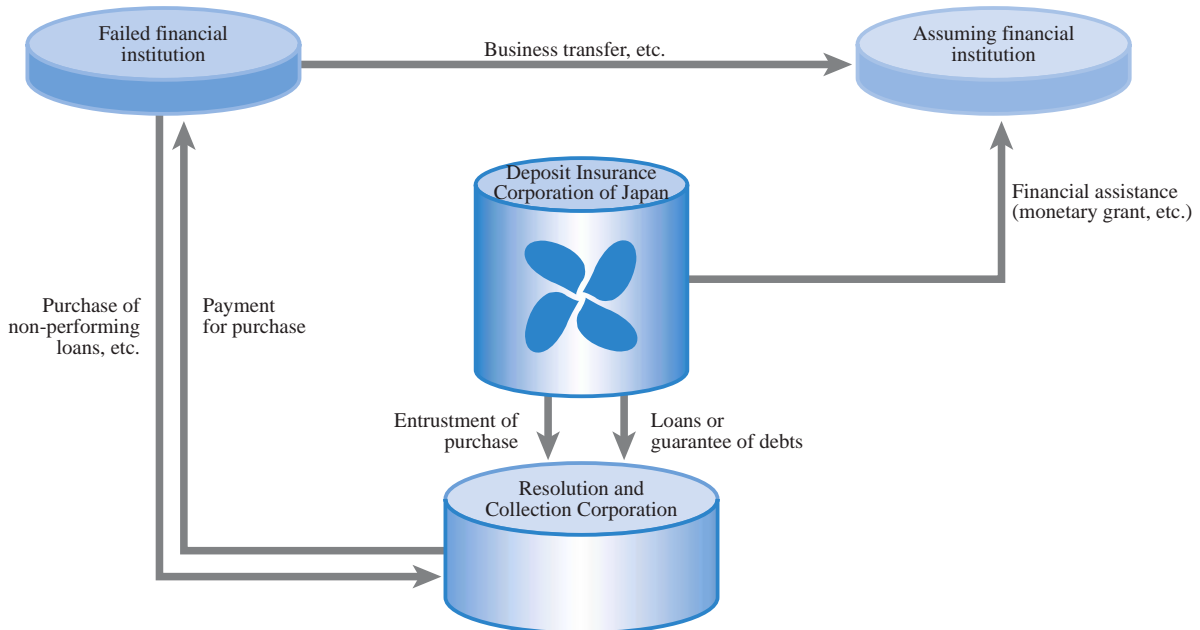 Failed financial
institution
Business transfer, etc.
Assuming financial
institution
Deposit Insurance
Corporation of Japan
Financial assistance
(monetary grant, etc.)
Purchase of
non-performing
loans, etc.
Payment
for purchase
Entrustment of
purchase
Loans or
guarantee of debts
Resolution and
Collection Corporation